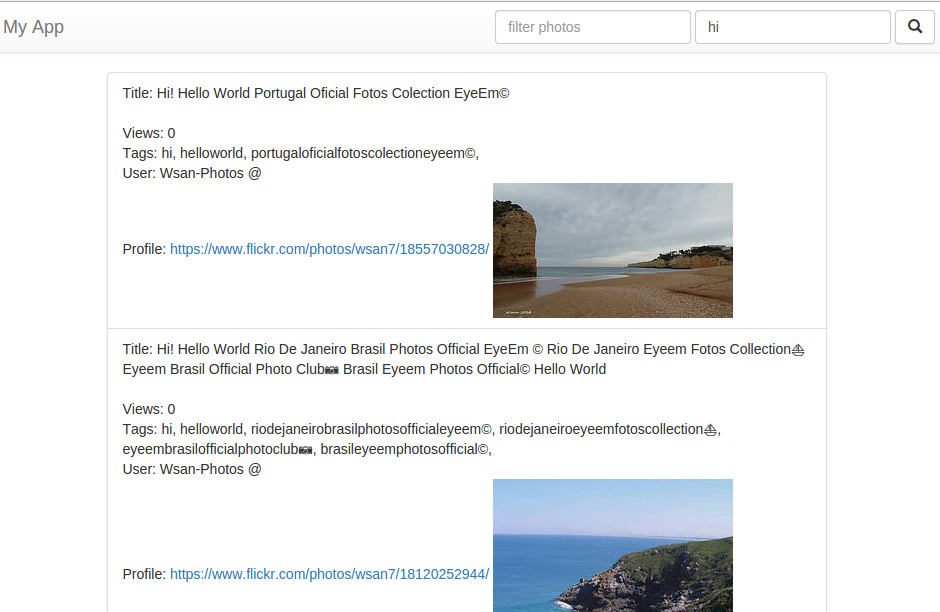 My App
filter photos
hi
Title: Hi! Hello World Portugal Oficial Fotos Colection EyeEm©
Views: 0
Tags: hi, helloworld, portugaloficialfotoscolectioneyeem©,
User: Wsan-Photos @
Profile: https://www.flickr.com/photos/wsan7/18557030828/
Title: Hi! Hello World Rio De Janeiro Brasil Photos Official EyeEm © Rio De Janeiro Eyeem Fotos Collection⛵
Eyeem Brasil Official Photo Club📷 Brasil Eyeem Photos Official© Hello World
Views: 0
Tags: hi, helloworld, riodejaneirobrasilphotosofficialeyeem©, riodejaneiroeyeemfotoscollection⛵,
eyeembrasilofficialphotoclub📷, brasileyeemphotosofficial©,
User: Wsan-Photos @
Profile: https://www.flickr.com/photos/wsan7/18120252944/